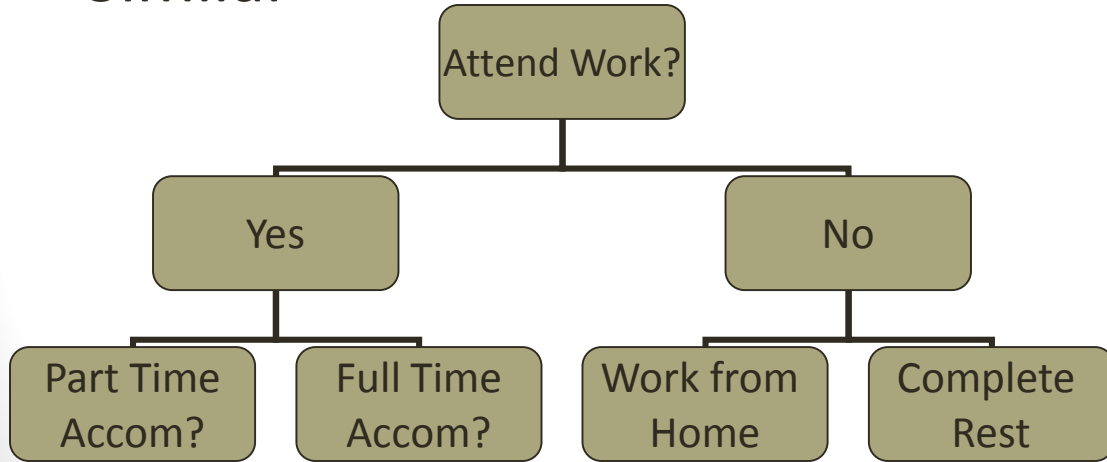 Attend Work?
Yes
No
Part Time
Accom?
Full Time
Accom?
Work from
Home
Complete
Rest